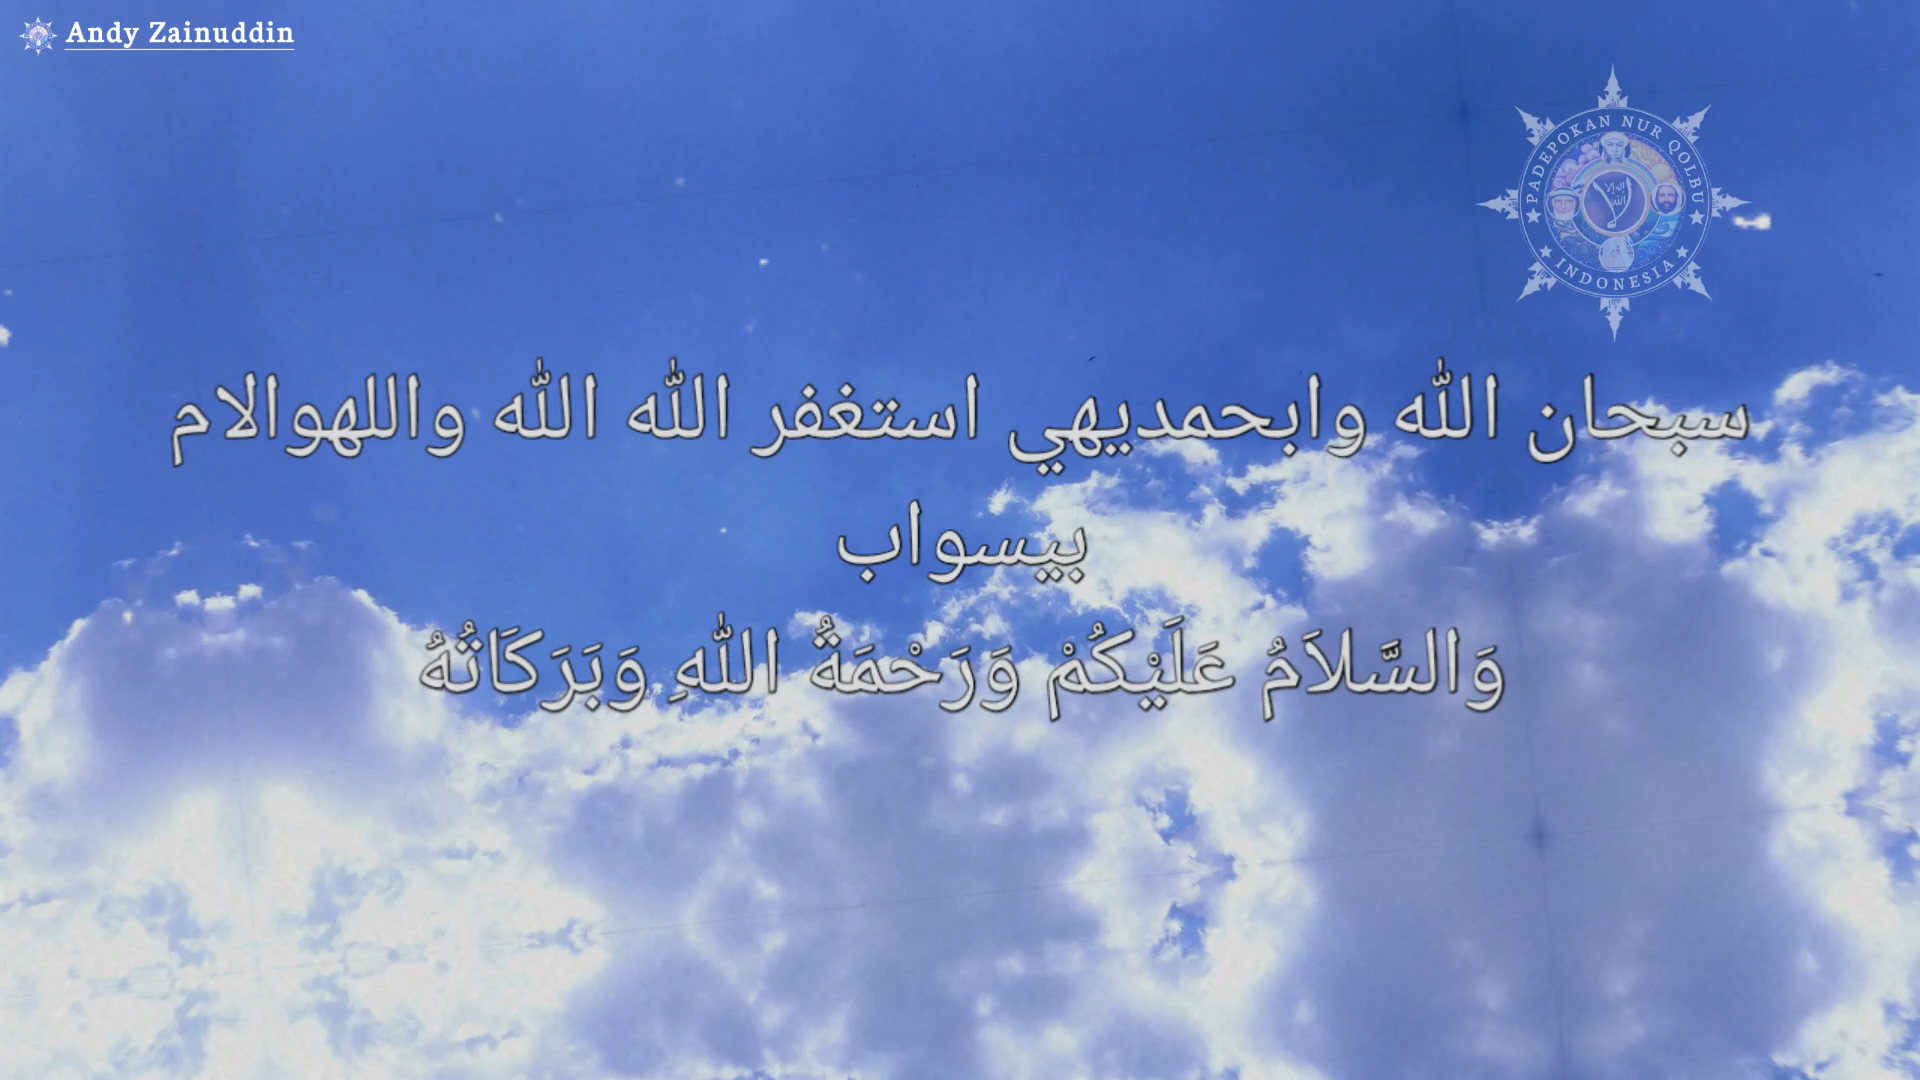 Andy Zainuddin
PADEPOKAN NUR QOLBU
INDONESIA
سبحان الله وابحمديهي استغفر الله الله واللهوالام
بيسواب
وَالسَّلاَمُ عَلَيْكُمْ وَرَحْمَةُ اللهِ وَبَرَكَاتُهُ